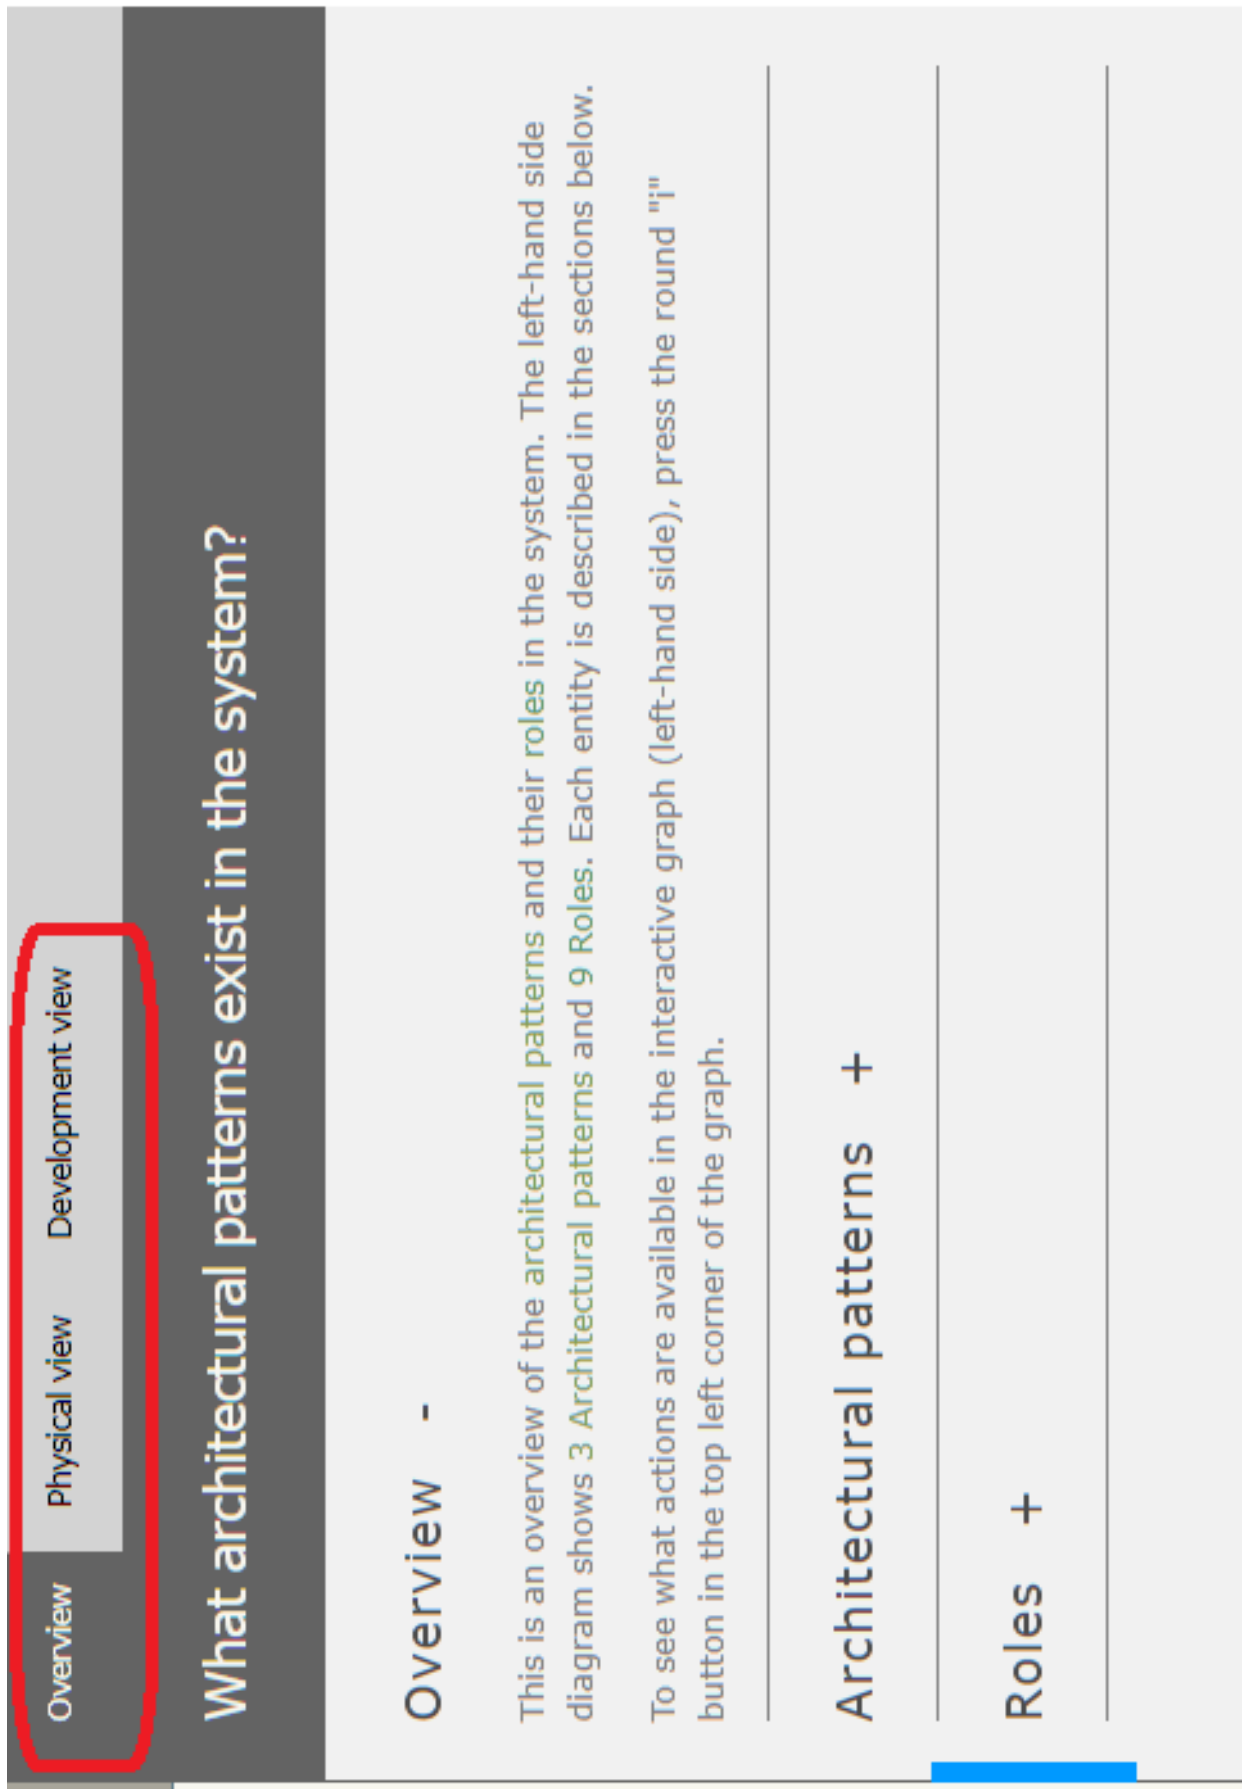 Overview Physical view Development view
What architectural patterns exist in the system?
Overview -
This is an overview of the architectural patterns and their roles in the system. The left-hand side
diagram shows 3 Architectural patterns and 9 Roles. Each entity is described in the sections below.
To see what actions are available in the interactive graph (left-hand side), press the round "i"
button in the top left corner of the graph.
Architectural patterns +
Roles +